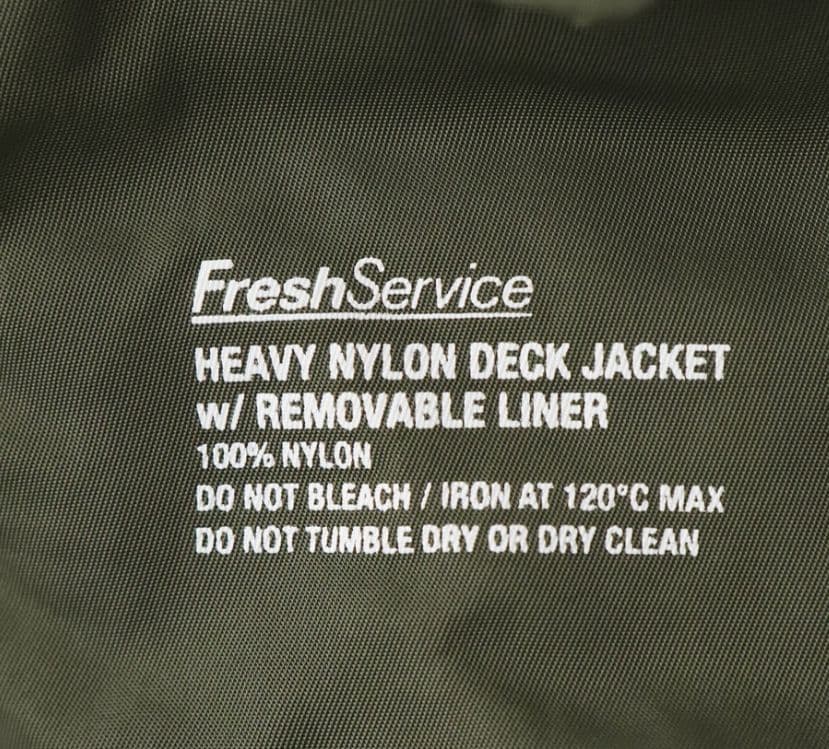 FreshService
HEAVY NYLON DECK JACKET
w/ REMOVABLE LINER
100% NYLON
DO NOT BLEACH / IRON AT 120°C MAX
DO NOT TUMBLE DRY OR DRY CLEAN